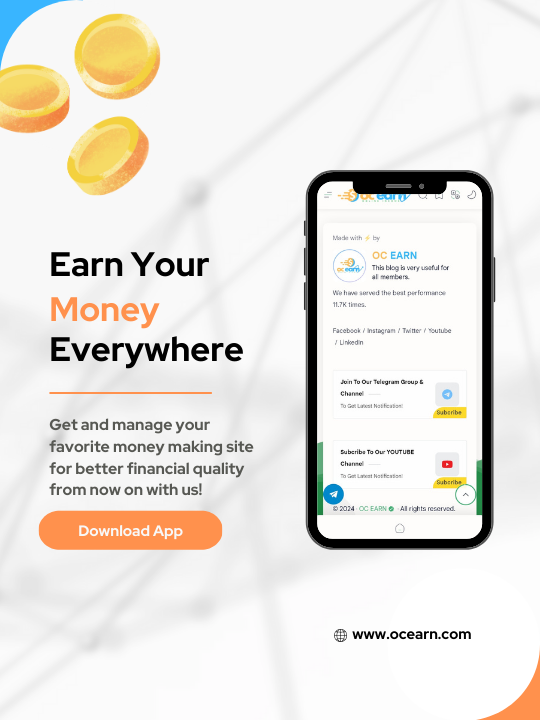 Earn Your
Money
Everywhere
Get and manage your
favorite money making site
for better financial quality
from now on with us!
Download App
oc earn
Made with ⚡ by
oc earn
OC EARN
This blog is very useful for
all members.
We have served the best performance
11.7K times.
Facebook / Instagram / Twitter / Youtube
/ LinkedIn
Join To Our Telegram Group &
Channel
To Get Latest Notification!
Subcribe
Subcribe To Our YOUTUBE
Channel
To Get Latest Notification!
Subcribe
© 2024 · OC EARN · All rights reserved.
www.ocearn.com